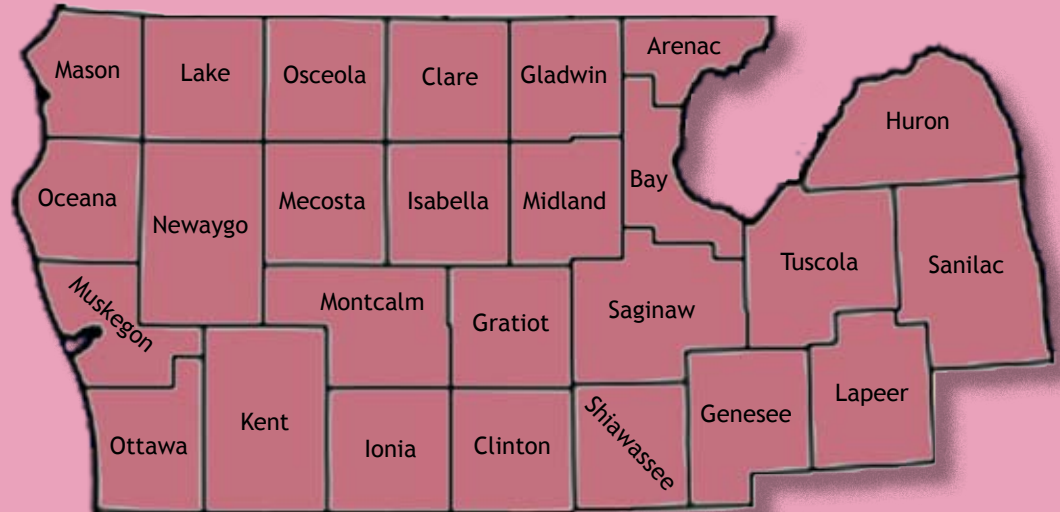 Arenac
Mason
Lake
Osceola
Clare
Gladwin
Huron
Oceana
Newaygo
Mecosta
Isabella
Midland
Bay
Tuscola
Sanilac
Muskegon
Montcalm
Gratiot
Saginaw
Ottawa
Kent
Ionia
Clinton
Shiawassee
Genesee
Lapeer